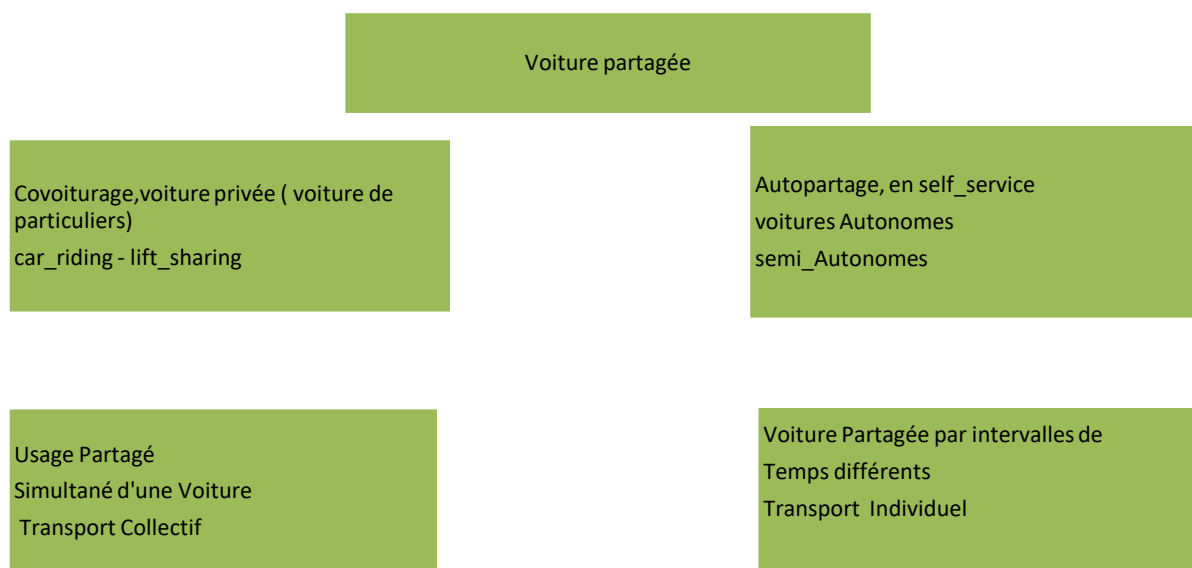 Voiture partagée
Covoiturage,voiture privée ( voiture de
particuliers)
car_riding - lift_sharing
Autopartage, en self_service
voitures Autonomes
semi_Autonomes
Usage Partagé
Simultané d'une Voiture
Transport Collectif
Voiture Partagée par intervalles de
Temps différents
Transport Individuel